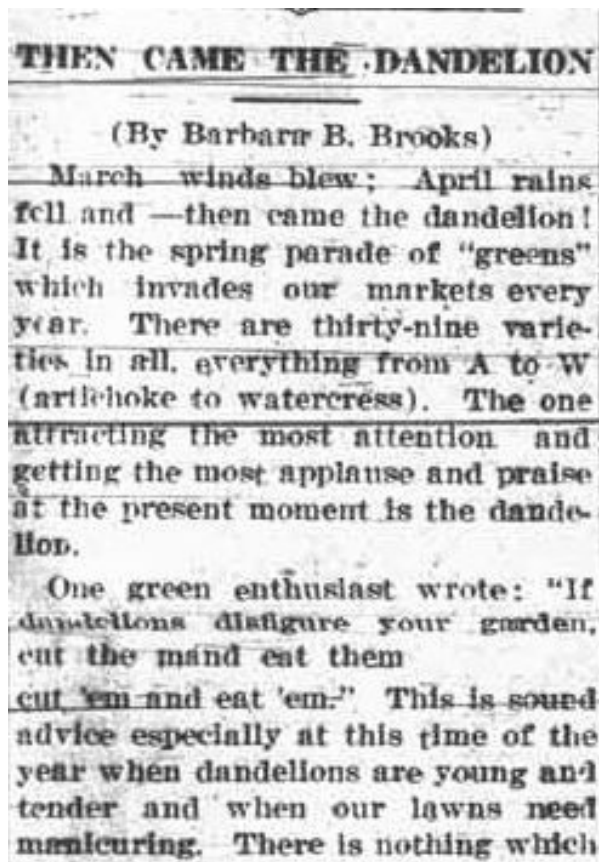 THEN CAME THE DANDELION
(By Barbara B. Brooks)
March winds blew; April rains
fell and —then came the dandelion!
It is the spring parade of "greens"
which invades our markets every
year. There are thirty-nine varie-
ties in all, everything from A to W
(artichoke to watercress). The one
attracting the most attention and
getting the most applause and praise
at the present moment is the dande-
lion.
One green enthusiast wrote: "If
dandelions disfigure your garden,
cut the mand eat them
cut 'em and eat 'em." This is sound
advice especially at this time of the
year when dandelions are young and
tender and when our lawns need
manicuring. There is nothing which